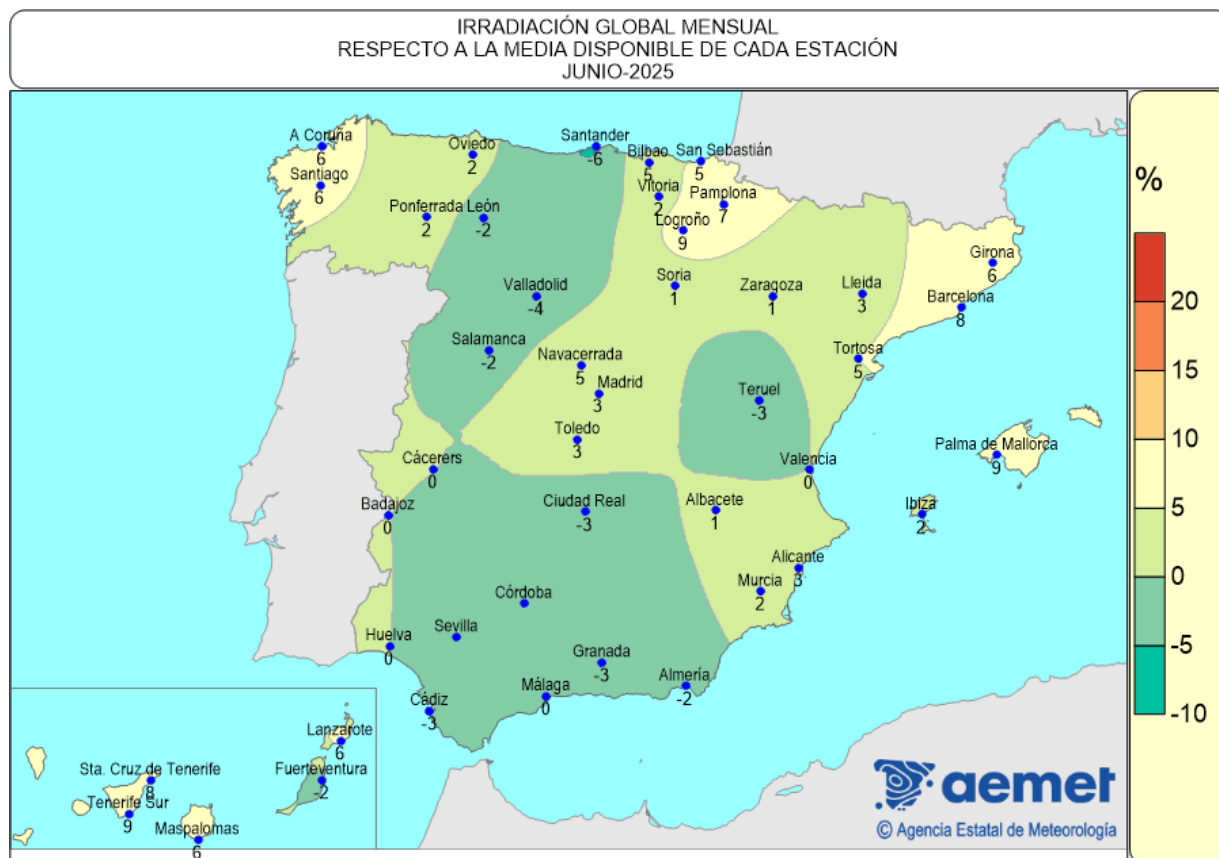 IRRADIACIÓN GLOBAL MENSUAL
RESPECTO A LA MEDIA DISPONIBLE DE CADA ESTACIÓN
JUNIO-2025
A Coruña
6
Santiago
6
Oviedo
2
Santander
-6
Bilbao
5
San Sebastián
5
Vitoria
2
Pamplona
7
Logroño
9
Ponferrada
2
León
-2
Girona
6
Barcelona
8
Valladolid
-4
Soria
1
Zaragoza
1
Lleida
3
Salamanca
-2
Navacerrada
5
Madrid
3
Tortosa
5
Teruel
-3
Toledo
3
Cácerers
0
Valencia
0
Palma de Mallorca
9
Ibiza
2
Badajoz
0
Ciudad Real
-3
Albacete
1
Alicante
3
Murcia
2
Córdoba
Sevilla
Huelva
0
Granada
-3
Almería
-2
Málaga
0
Cádiz
-3
Lanzarote
6
Fuerteventura
-2
Sta. Cruz de Tenerife
8
Tenerife Sur
9
Maspalomas
6
%
20
15
10
5
0
-5
-10
aemet
© Agencia Estatal de Meteorología